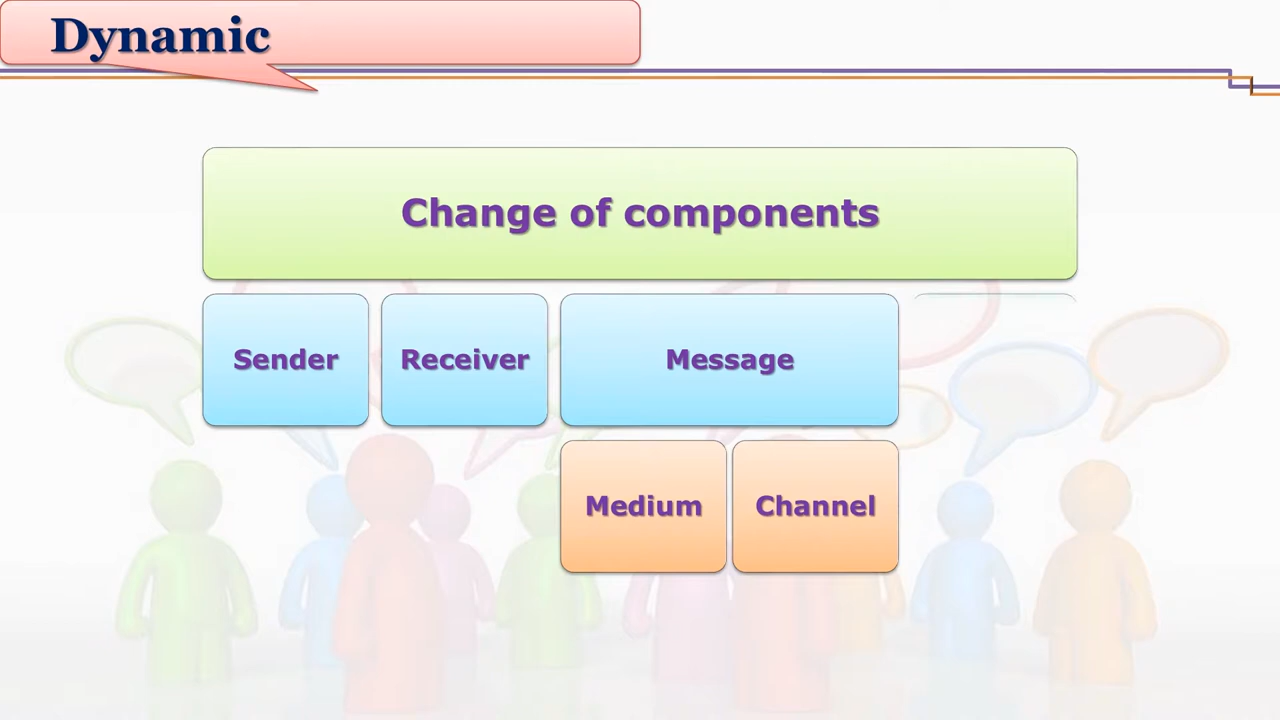 Dynamic
Change of components
Sender
Receiver
Message
Medium
Channel